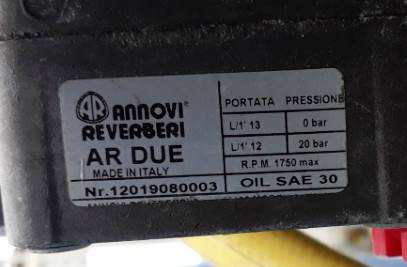 AR ANNOVI
REVERBERI
AR DUE
MADE IN ITALY
Nr.12019080003
PORTATA PRESSIONE
L/1' 13 0 bar
L/1' 12 20 bar
R.P.M. 1750 max
OIL SAE 30